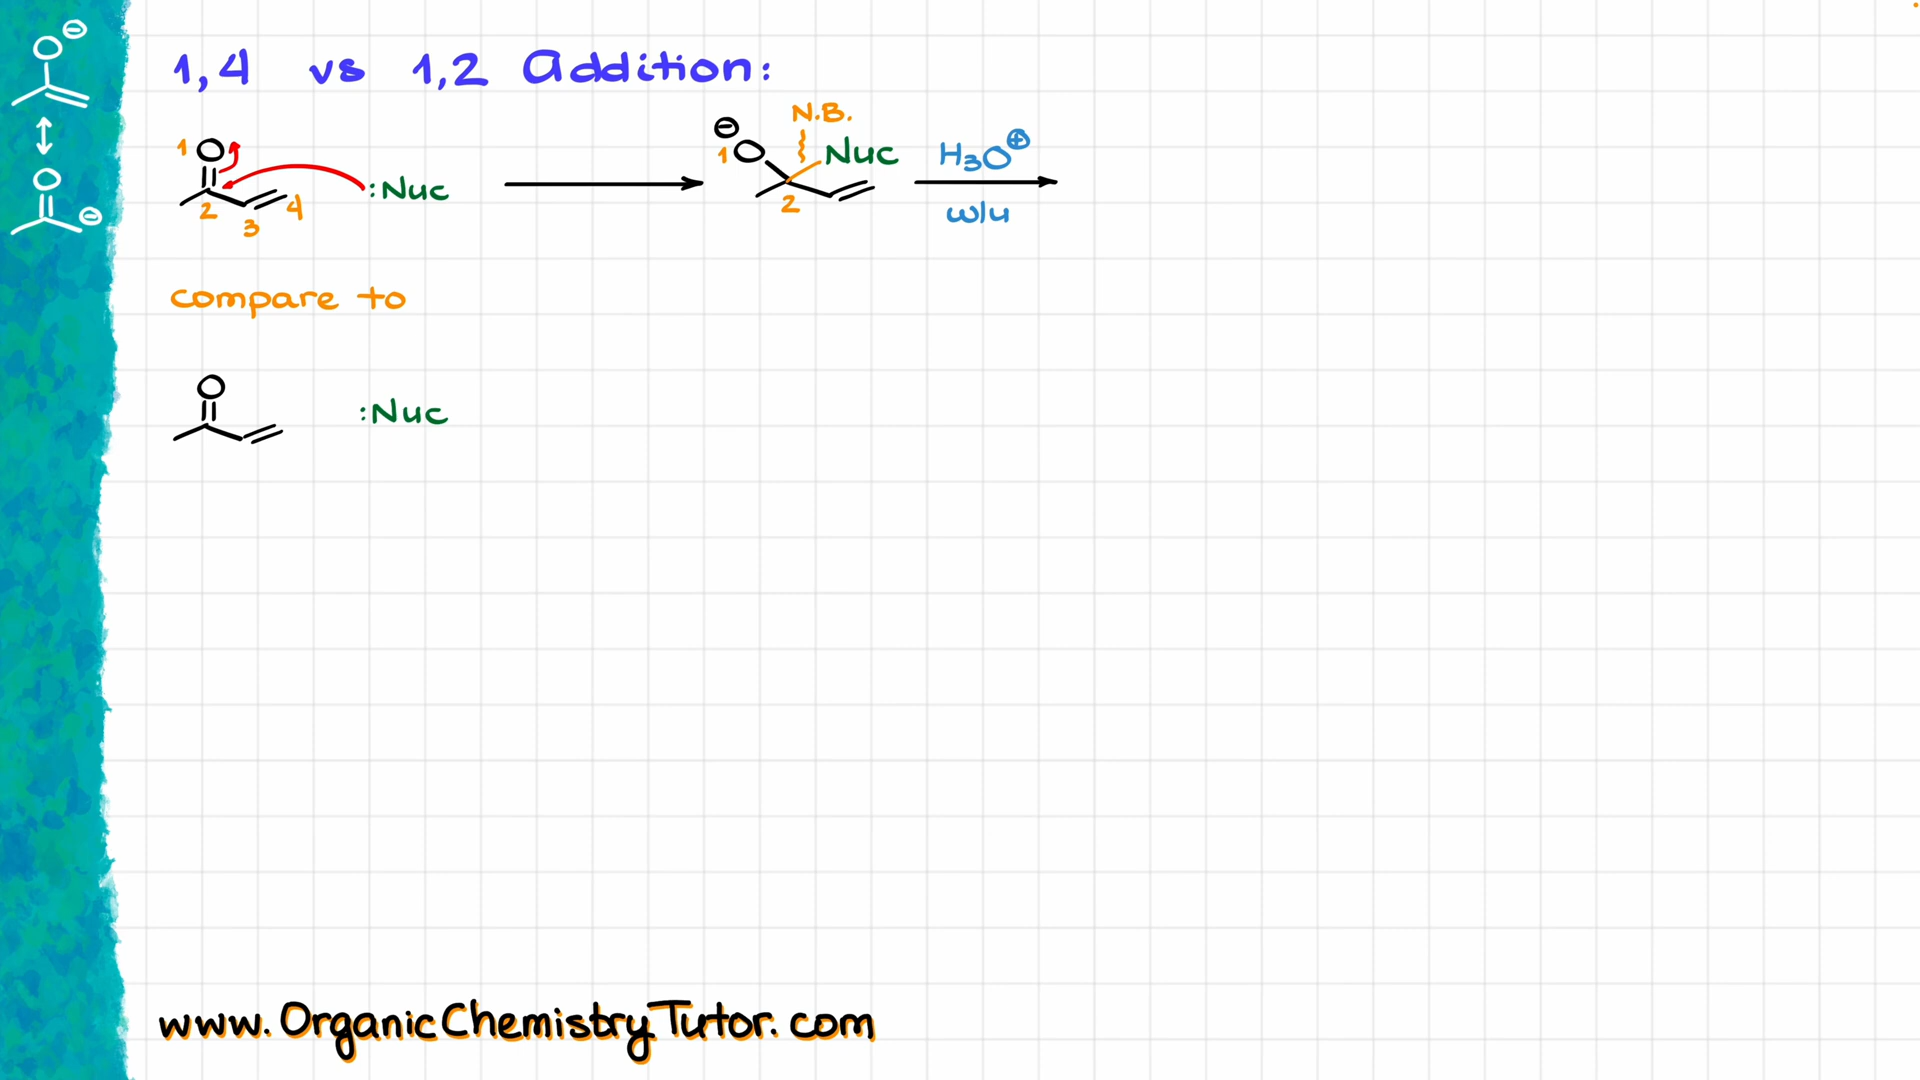 1,4 vs 1,2 Addition:
N.B.
1 O :Nuc
2 3 4
⊖ 1 O Nuc
2
H₃O⊕
w/u
compare to
O :Nuc
O⊖
O ⊖
www.OrganicChemistryTutor.com